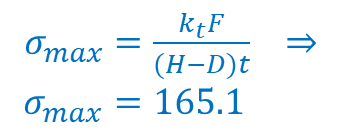 σ_max = k_t F / (H−D)t ⇒
σ_max = 165.1